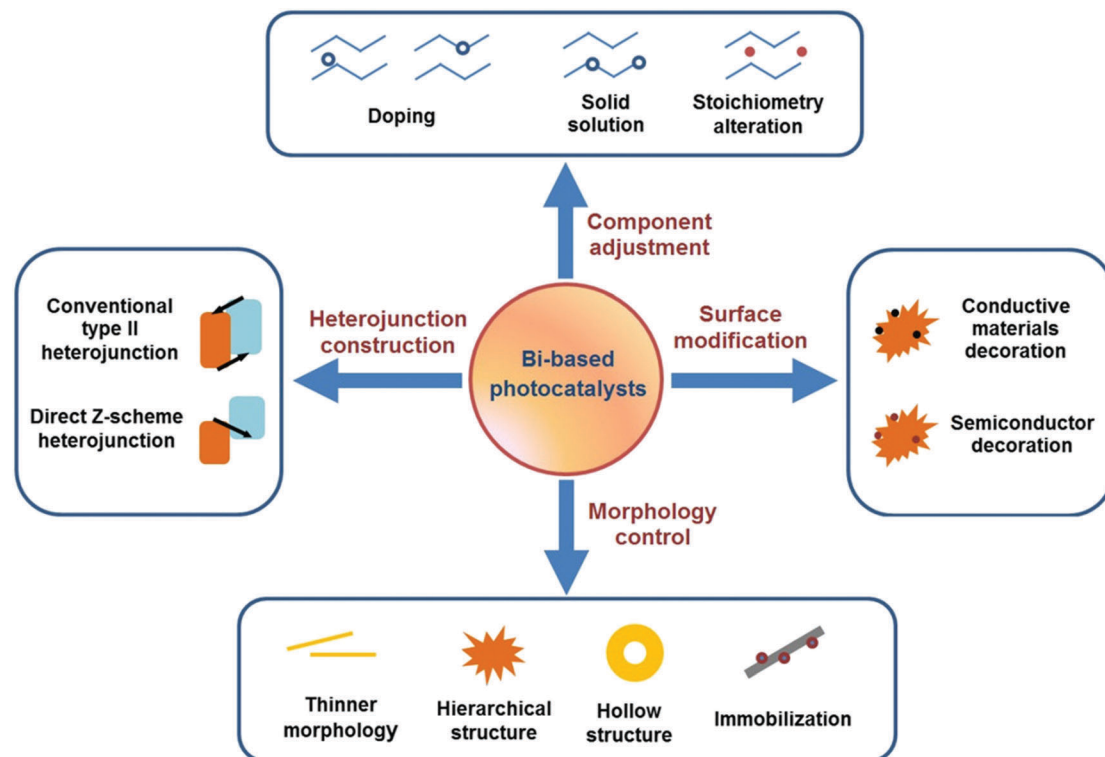 Doping
Solid
solution
Stoichiometry
alteration
Component
adjustment
Conventional
type II
heterojunction
Direct Z-scheme
heterojunction
Heterojunction
construction
Bi-based
photocatalysts
Surface
modification
Conductive
materials
decoration
Semiconductor
decoration
Morphology
control
Thinner
morphology
Hierarchical
structure
Hollow
structure
Immobilization